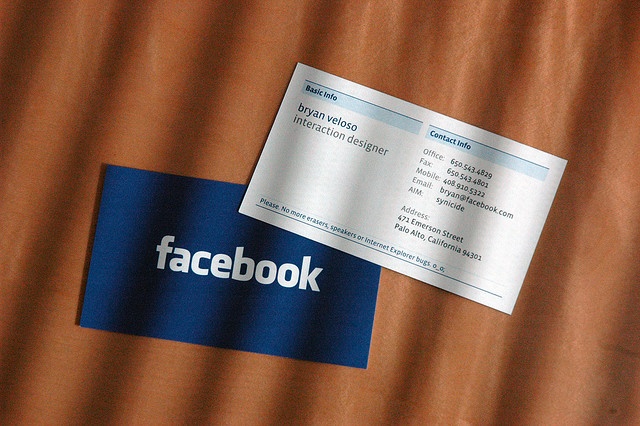 Basic Info
bryan veloso
interaction designer
Contact Info
Office: 650.543.4829
Fax: 650.543.4801
Mobile: 408.910.5322
Email: bryan@facebook.com
AIM: synicide
Address:
471 Emerson Street
Palo Alto, California 94301
Please. No more erasers, speakers or Internet Explorer bugs. o_o;
facebook